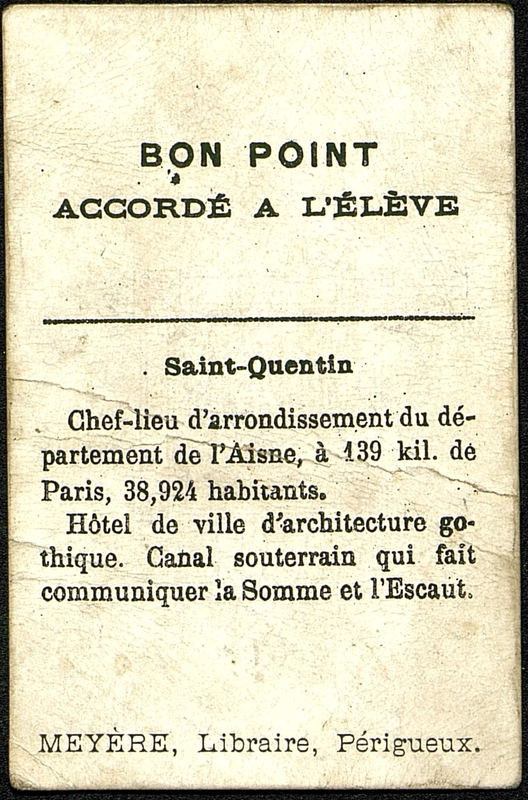 BON POINT
ACCORDÉ A L'ÉLÈVE
Saint-Quentin
Chef-lieu d'arrondissement du dé-
partement de l'Aisne, à 139 kil. de
Paris, 38,924 habitants.
Hôtel de ville d'architecture go-
thique. Canal souterrain qui fait
communiquer la Somme et l'Escaut.
MEYÈRE, Libraire, Périgueux.